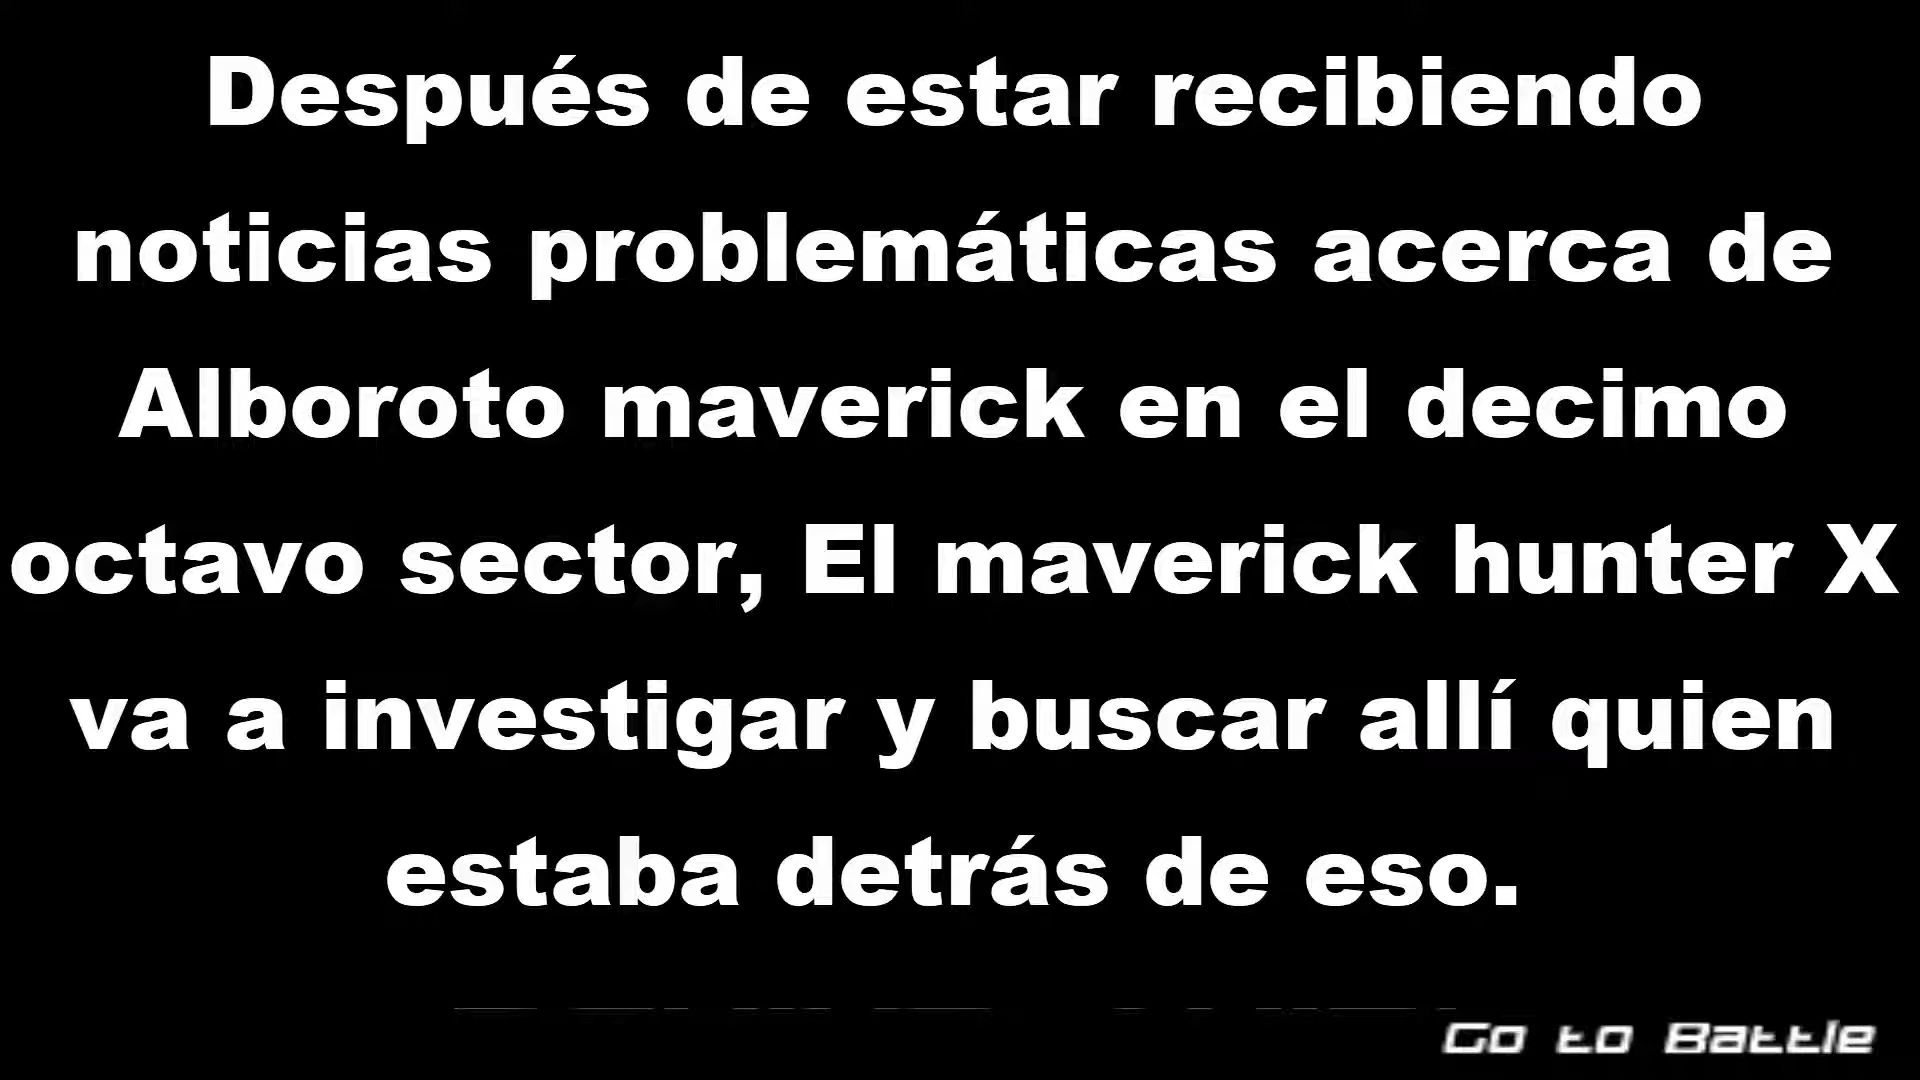 Después de estar recibiendo
noticias problemáticas acerca de
Alboroto maverick en el decimo
octavo sector, El maverick hunter X
va a investigar y buscar allí quien
estaba detrás de eso.
Go to Battle